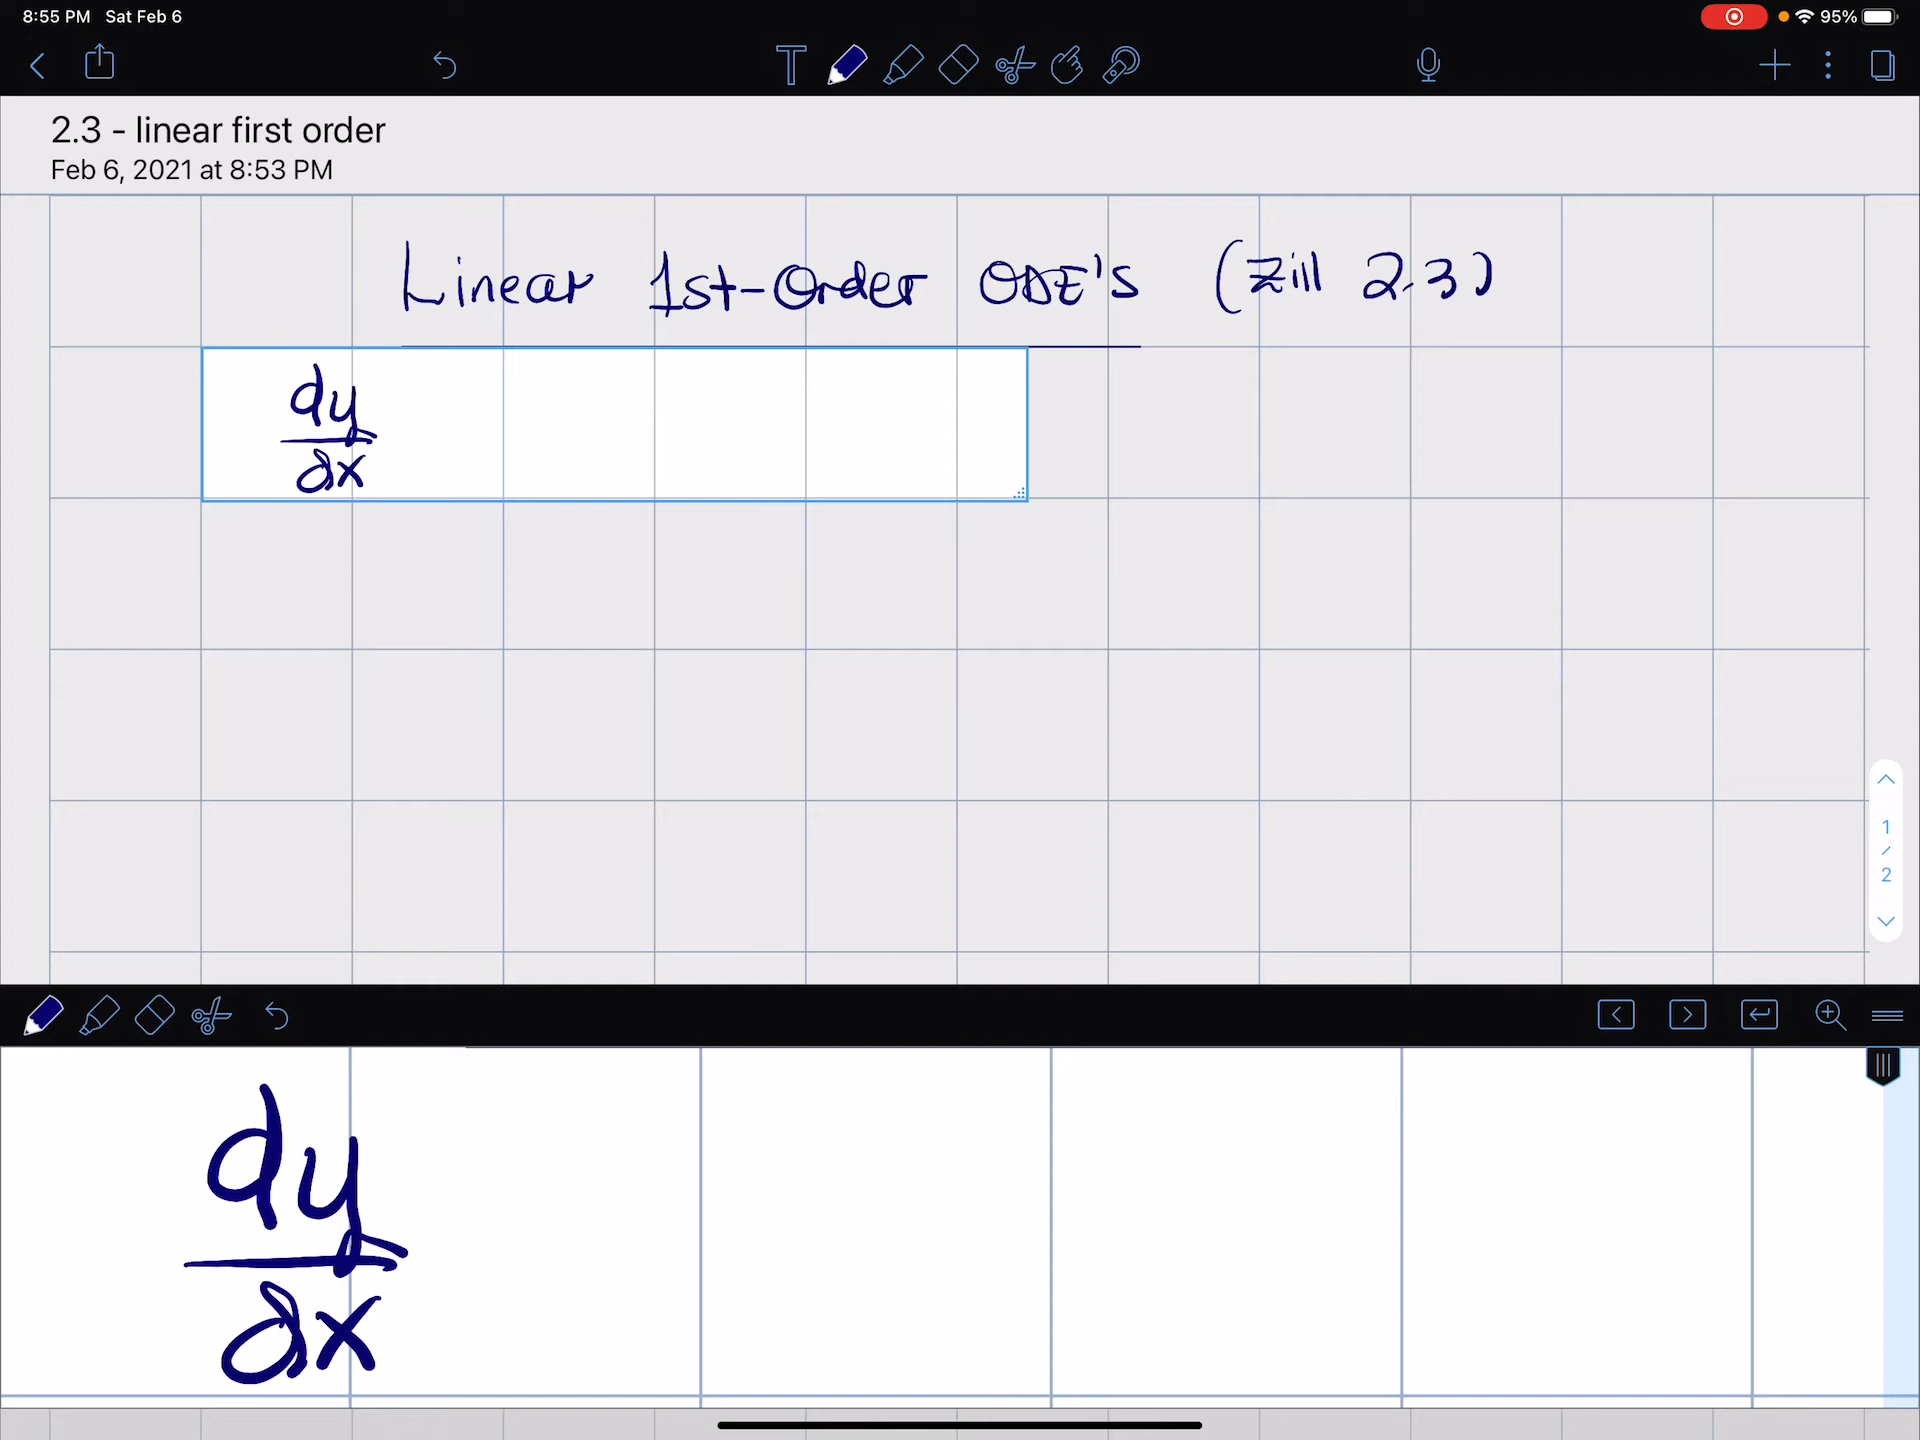 8:55 PM Sat Feb 6
95%
T
2.3 - linear first order
Feb 6, 2021 at 8:53 PM
Linear 1st-Order ODE's (Zill 2.3)
dy
dx
1
/
2
dy
dx